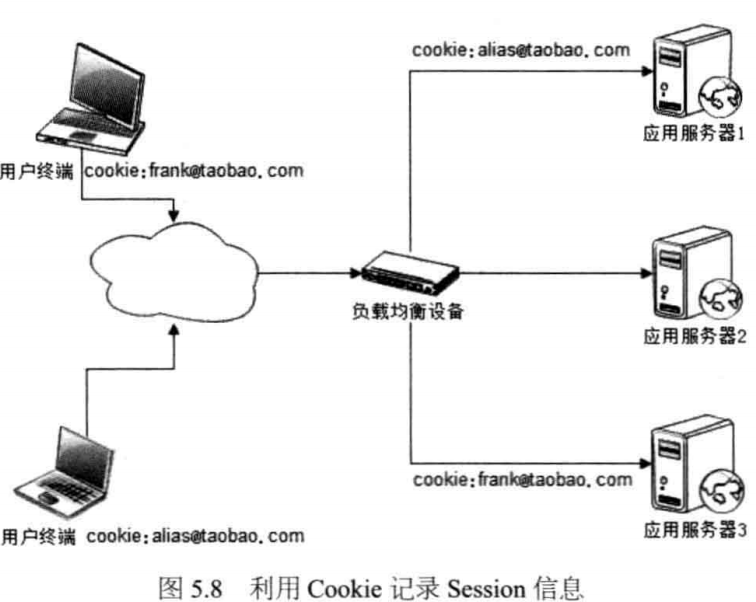 cookie:alias@taobao.com
应用服务器1
用户终端 cookie:frank@taobao.com
负载均衡设备
应用服务器2
cookie:frank@taobao.com
用户终端 cookie:alias@taobao.com
应用服务器3
图 5.8 利用 Cookie 记录 Session 信息